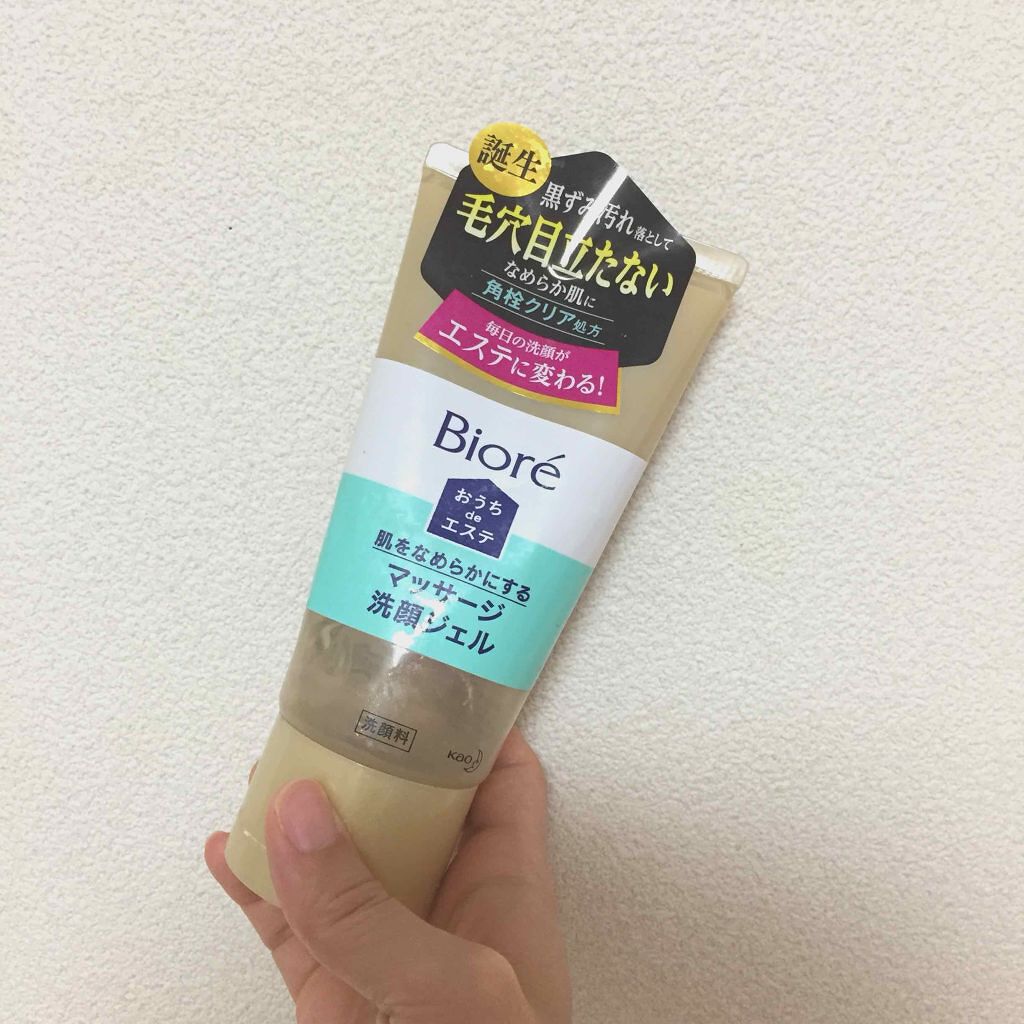 誕生
黒ずみ汚れ落として
毛穴目立たない
なめらか肌に
角栓クリア処方
毎日の洗顔が
エステに変わる!
Bioré
おうち
de
エステ
肌をなめらかにする
マッサージ
洗顔ジェル
洗顔料
Kao